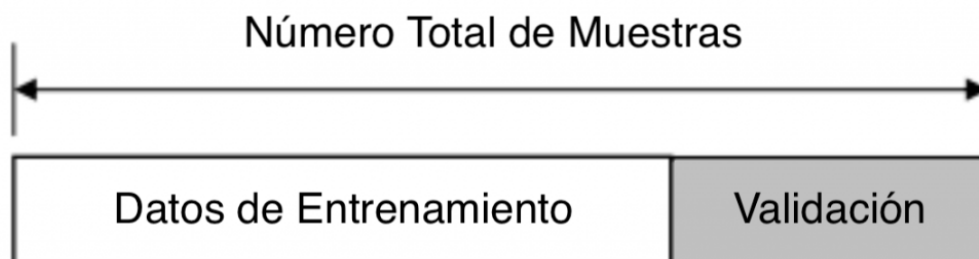 Número Total de Muestras
Datos de Entrenamiento
Validación